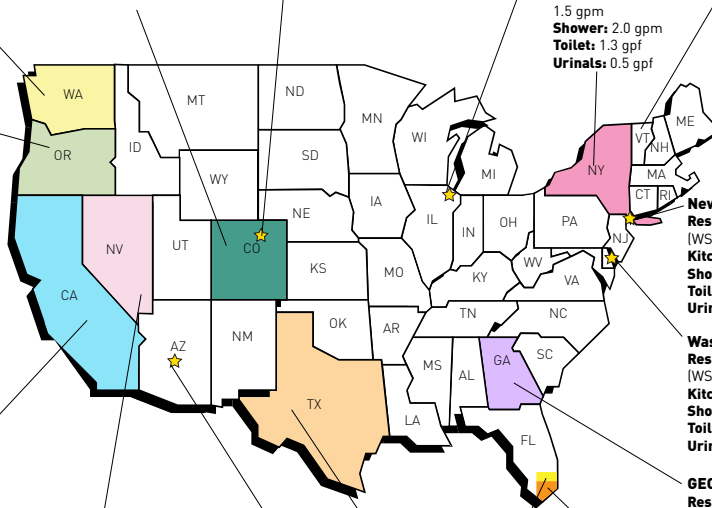 1.5 gpm
Shower: 2.0 gpm
Toilet: 1.3 gpf
Urinals: 0.5 gpf
WA
MT
ND
MN
WI
ME
VT
NH
OR
ID
SD
MI
NY
MA
WY
CT
RI
NE
IA
IL
IN
OH
PA
NJ
NV
UT
CO
KS
MO
KY
WV
VA
CA
AZ
NM
OK
AR
TN
NC
MS
AL
GA
SC
TX
LA
FL
New
Res
(WS
Kitc
Sho
Toil
Urin
Was
Res
(WS
Kitc
Sho
Toil
Urin
GEO
Res